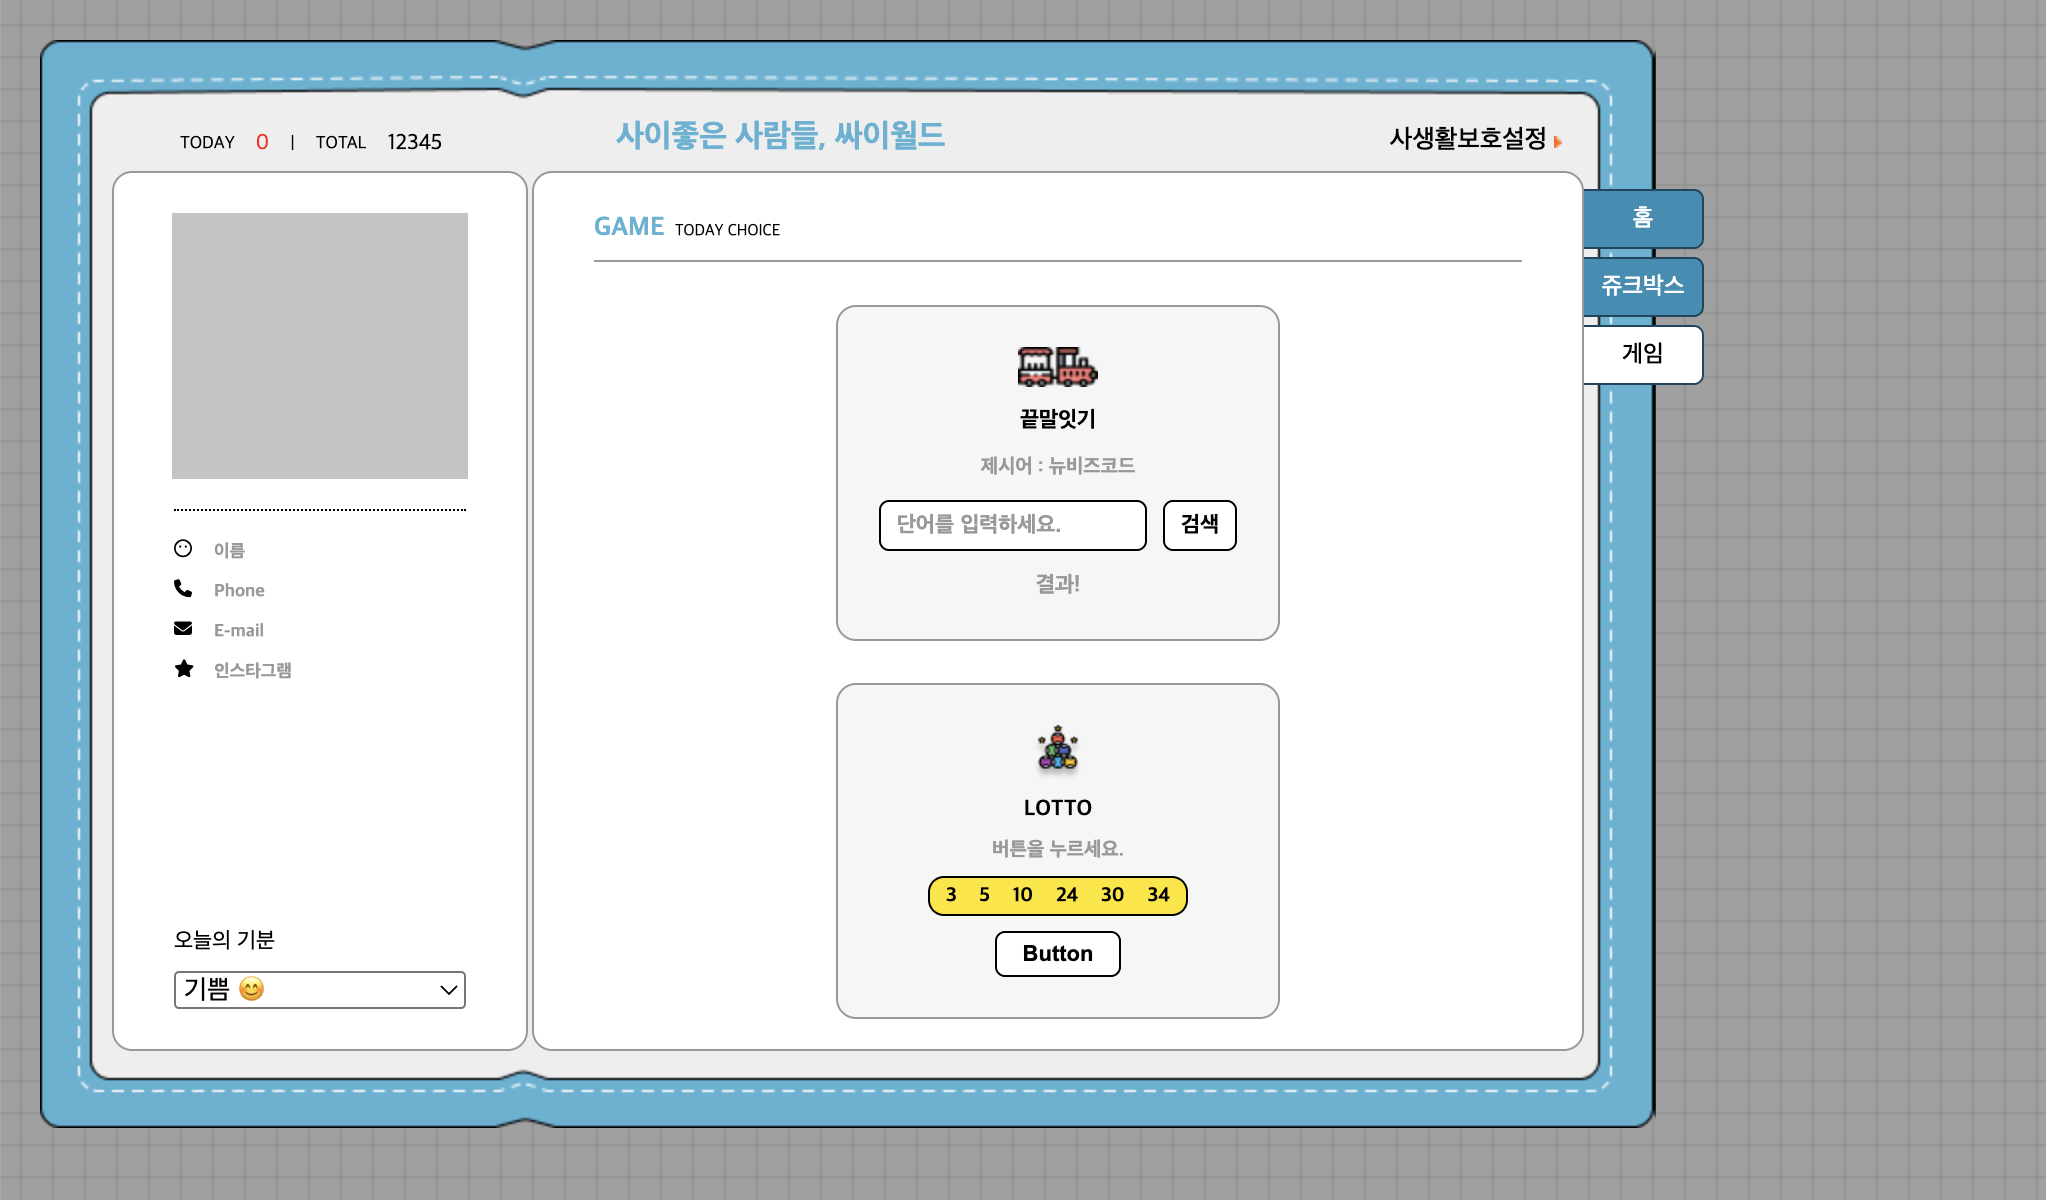 TODAY 0 | TOTAL 12345
사이좋은 사람들, 싸이월드
사생활보호설정
이름
Phone
E-mail
인스타그램
오늘의 기분
기쁨 😊
GAME TODAY CHOICE
끝말잇기
제시어 : 뉴비즈코드
단어를 입력하세요. 검색
결과!
LOTTO
버튼을 누르세요.
3 5 10 24 30 34
Button
홈
쥬크박스
게임